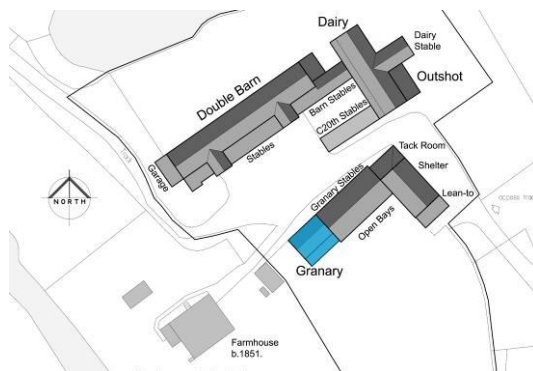 Dairy
Dairy
Stable
Double Barn
Outshot
Barn Stables
C20th Stables
Garage
Stables
Tack Room
Shelter
Granary Stables
Lean-to
Track
NORTH
Open Bays
Granary
Farmhouse
b.1851.